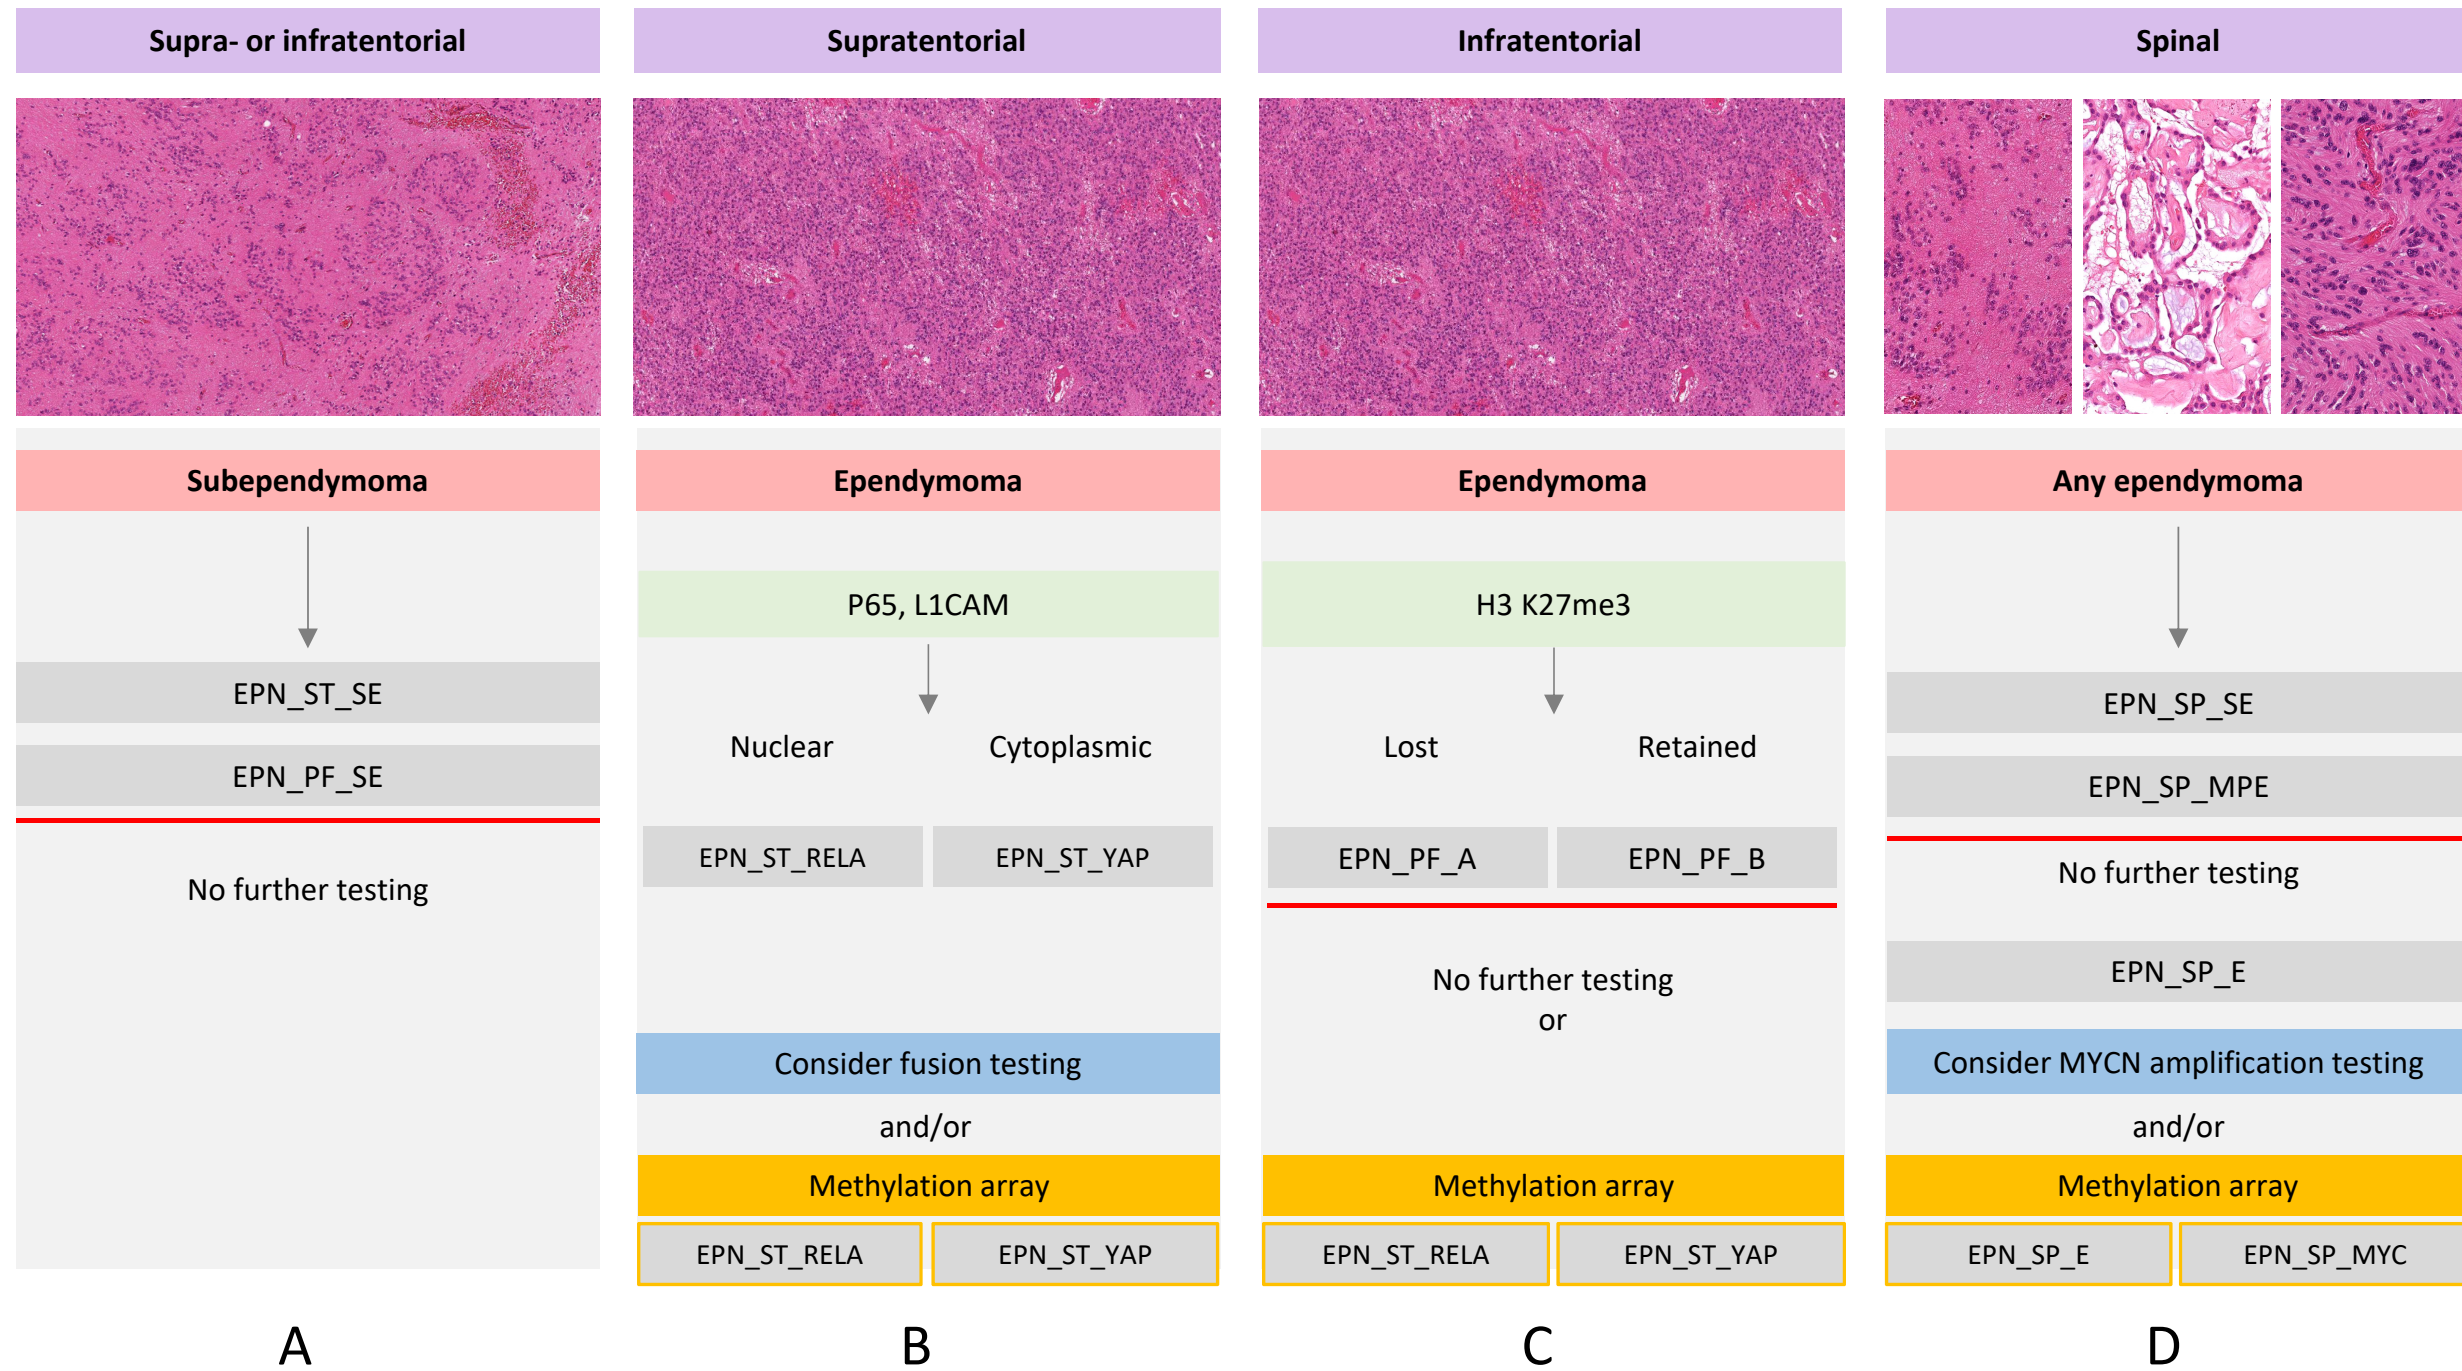 Supra- or infratentorial
Subependymoma
EPN_ST_SE
EPN_PF_SE
No further testing
A
Supratentorial
Ependymoma
P65, L1CAM
Nuclear
Cytoplasmic
EPN_ST_RELA
EPN_ST_YAP
Consider fusion testing
and/or
Methylation array
EPN_ST_RELA
EPN_ST_YAP
B
Infratentorial
Ependymoma
H3 K27me3
Lost
Retained
EPN_PF_A
EPN_PF_B
No further testing
or
Methylation array
EPN_ST_RELA
EPN_ST_YAP
C
Spinal
Any ependymoma
EPN_SP_SE
EPN_SP_MPE
No further testing
EPN_SP_E
Consider MYCN amplification testing
and/or
Methylation array
EPN_SP_E
EPN_SP_MYC
D